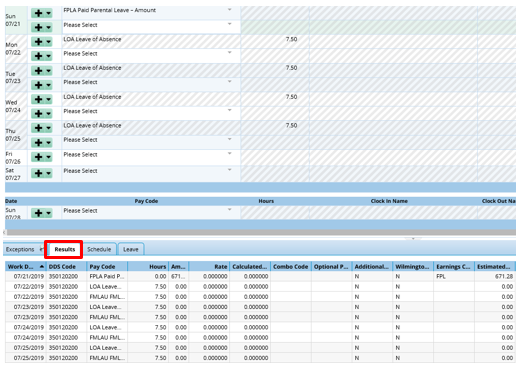 Sun 07/21 FPLA Paid Parental Leave – Amount
Please Select
Mon 07/22 LOA Leave of Absence 7.50
Please Select
Tue 07/23 LOA Leave of Absence 7.50
Please Select
Wed 07/24 LOA Leave of Absence 7.50
Please Select
Thu 07/25 LOA Leave of Absence 7.50
Please Select
Fri 07/26 Please Select
Sat 07/27 Please Select
Date Pay Code Hours Clock In Name Clock Out Na
Sun 07/28 Please Select
Exceptions Results Schedule Leave
Work D... DDS Code Pay Code Hours Am... Rate Calculated... Combo Code Optional P... Additional... Wilmingto... Earnings C... Estimated...
07/21/2019 350120200 FPLA Paid P... 0.00 671... 0.000000 0.000000 N N FPL 671.28
07/22/2019 350120200 LOA Leave... 7.50 0.00 0.000000 0.000000 N N 0.00
07/22/2019 350120200 FMLAU FML... 7.50 0.00 0.000000 0.000000 N N 0.00
07/23/2019 350120200 LOA Leave... 7.50 0.00 0.000000 0.000000 N N 0.00
07/23/2019 350120200 FMLAU FML... 7.50 0.00 0.000000 0.000000 N N 0.00
07/24/2019 350120200 LOA Leave... 7.50 0.00 0.000000 0.000000 N N 0.00
07/24/2019 350120200 FMLAU FML... 7.50 0.00 0.000000 0.000000 N N 0.00
07/25/2019 350120200 LOA Leave... 7.50 0.00 0.000000 0.000000 N N 0.00
07/25/2019 350120200 FMLAU FML... 7.50 0.00 0.000000 0.000000 N N 0.00